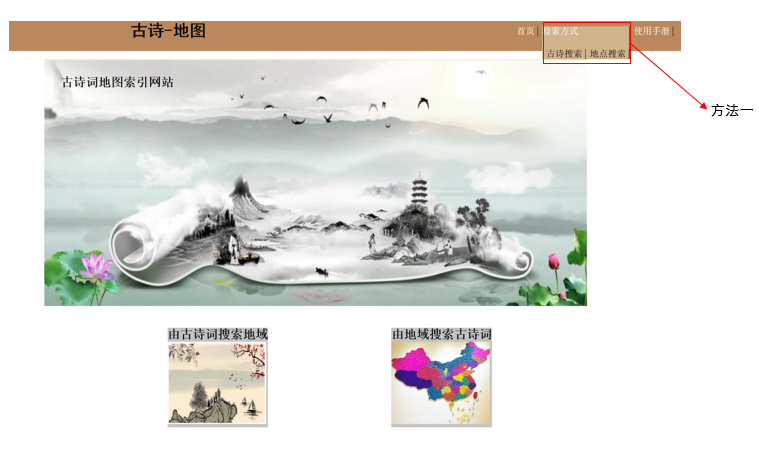 古诗-地图
首页| 检索方式 使用手册|
古诗搜索| 地点搜索|
古诗词地图索引网站
方法一
由古诗词搜索地域
由地域搜索古诗词